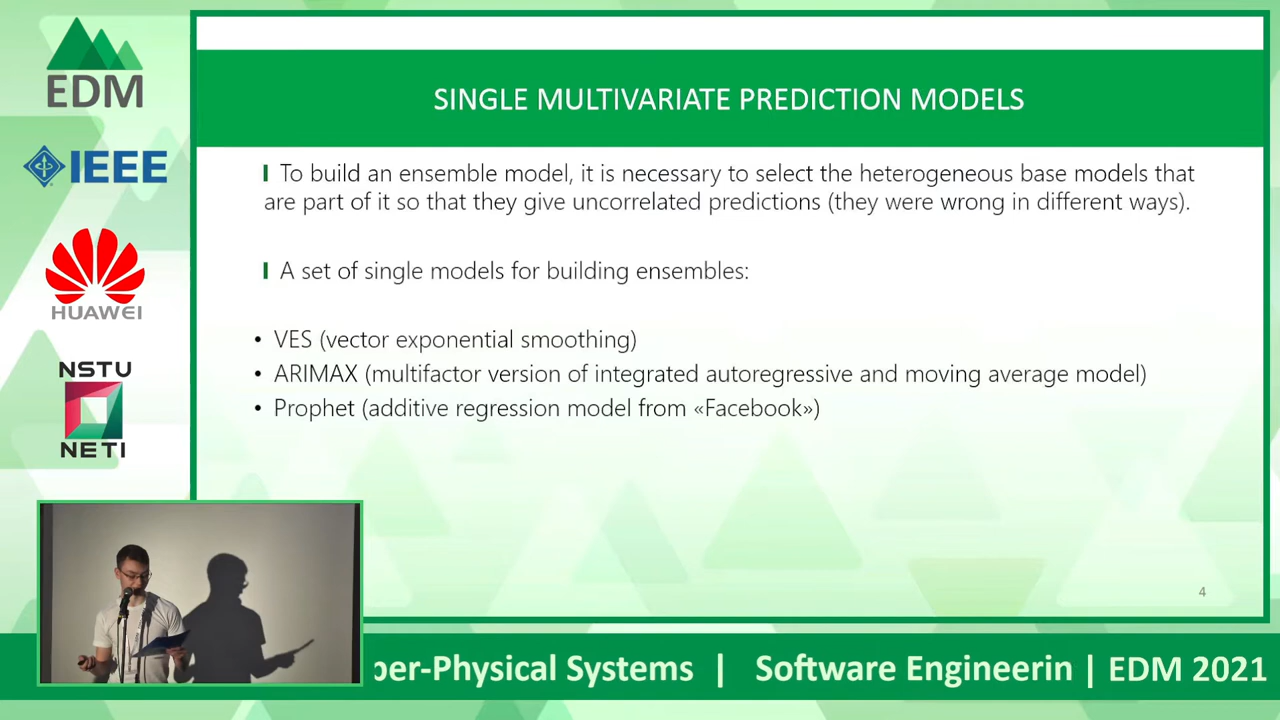 EDM
IEEE
HUAWEI
NSTU
NETI
SINGLE MULTIVARIATE PREDICTION MODELS
To build an ensemble model, it is necessary to select the heterogeneous base models that
are part of it so that they give uncorrelated predictions (they were wrong in different ways).
A set of single models for building ensembles:
• VES (vector exponential smoothing)
• ARIMAX (multifactor version of integrated autoregressive and moving average model)
• Prophet (additive regression model from «Facebook»)
4
ber-Physical Systems | Software Engineerin | EDM 2021